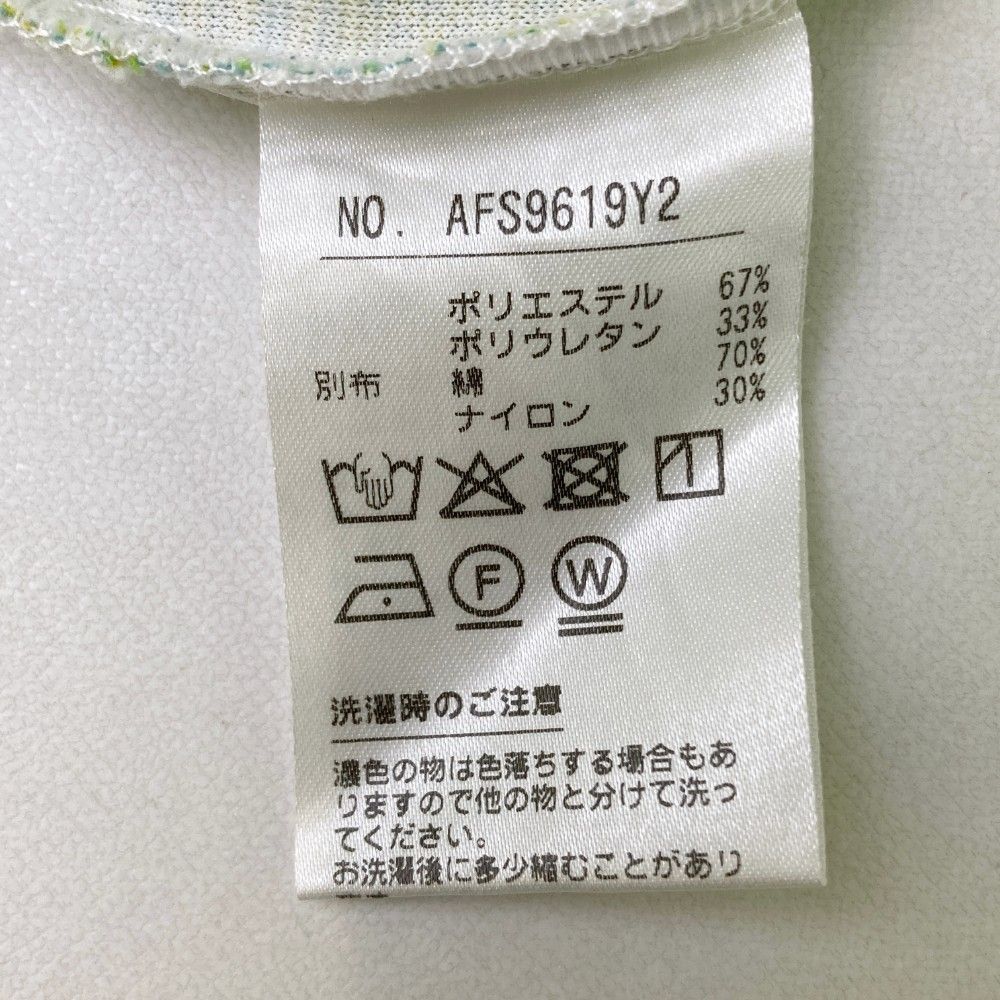 NO. AFS9619Y2
ポリエステル 67%
ポリウレタン 33%
別布 綿 70%
ナイロン 30%
F W
洗濯時のご注意
濃色の物は色落ちする場合もあ
りますので他の物と分けて洗っ
てください。
お洗濯後に多少縮むことがあり